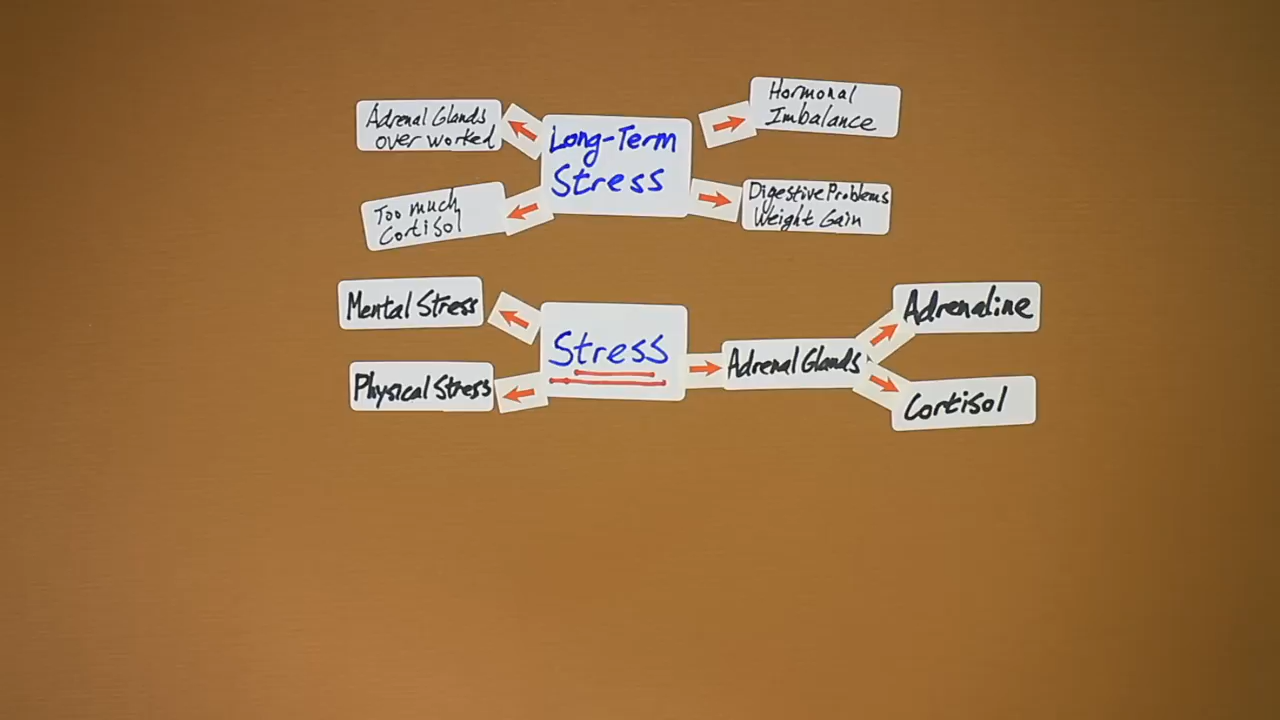 Adrenal Glands
over worked
Long-Term
Stress
Hormonal
Imbalance
Too much
Cortisol
Digestive Problems
Weight Gain
Mental Stress
Physical Stress
Stress
Adrenal Glands
Adrenaline
Cortisol